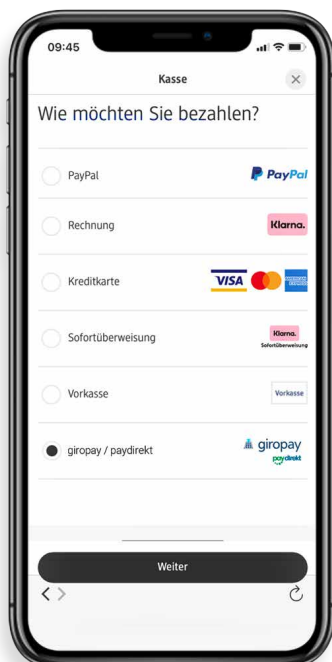 09:45
Kasse
Wie möchten Sie bezahlen?
PayPal
PayPal
Rechnung
Klarna.
Kreditkarte
VISA
Sofortüberweisung
Klarna.
Sofortüberweisung
Vorkasse
Vorkasse
giropay / paydirekt
giropay
paydirekt
Weiter